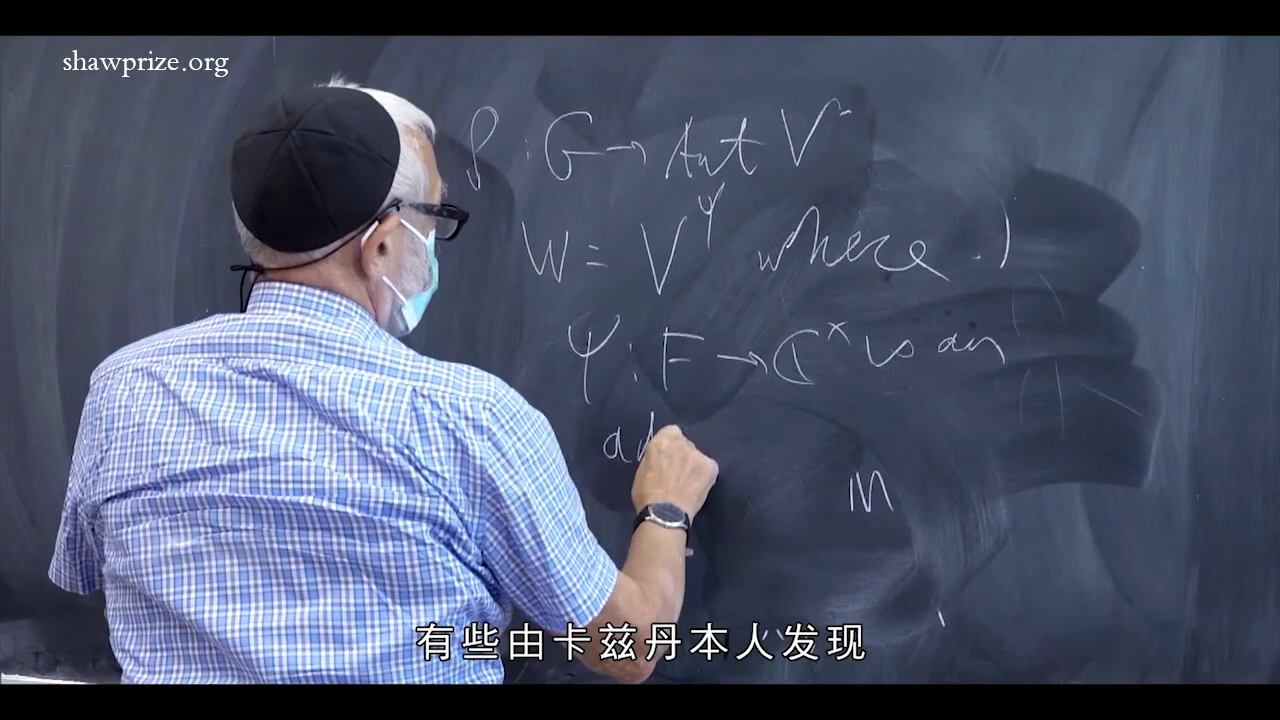 shawprize.org
ρ : G → Aut V
W = V^ψ where
ψ : F → ℂ^× is an
ad
有些由卡兹丹本人发现